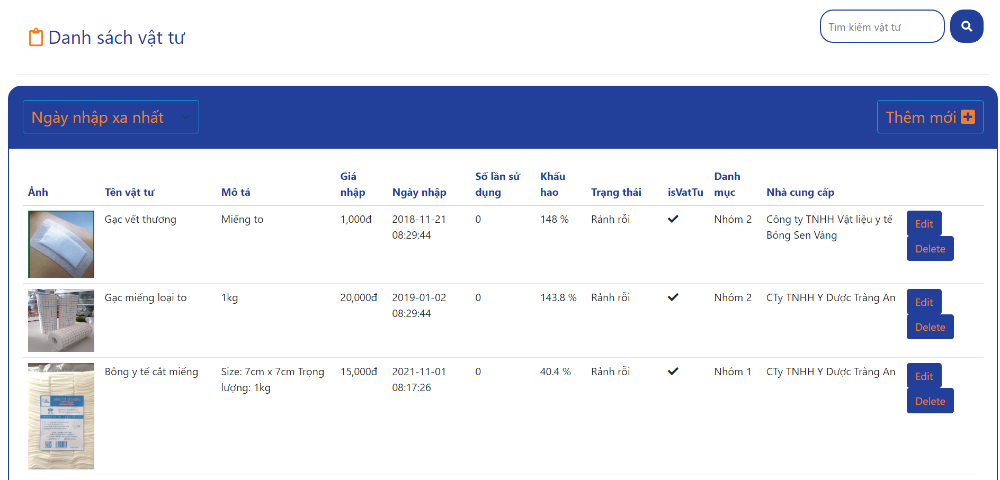 Danh sách vật tư
Tìm kiếm vật tư
Ngày nhập xa nhất
Thêm mới
Ảnh Tên vật tư Mô tả Giá nhập Ngày nhập Số lần sử dụng Khấu hao Trạng thái isVatTu Danh mục Nhà cung cấp
Gạc vết thương Miếng to 1,000đ 2018-11-21 0 148 % Rảnh rỗi Nhóm 2 Công ty TNHH Vật liệu y tế Edit
08:29:44 Bông Sen Vàng
Delete
Gạc miếng loại to 1kg 20,000đ 2019-01-02 0 143.8 % Rảnh rỗi Nhóm 2 CTy TNHH Y Dược Tràng An Edit
08:29:44
Delete
Bông y tế cắt miếng Size: 7cm x 7cm Trọng 15,000đ 2021-11-01 0 40.4 % Rảnh rỗi Nhóm 1 CTy TNHH Y Dược Tràng An Edit
lượng: 1kg 08:17:26
Delete